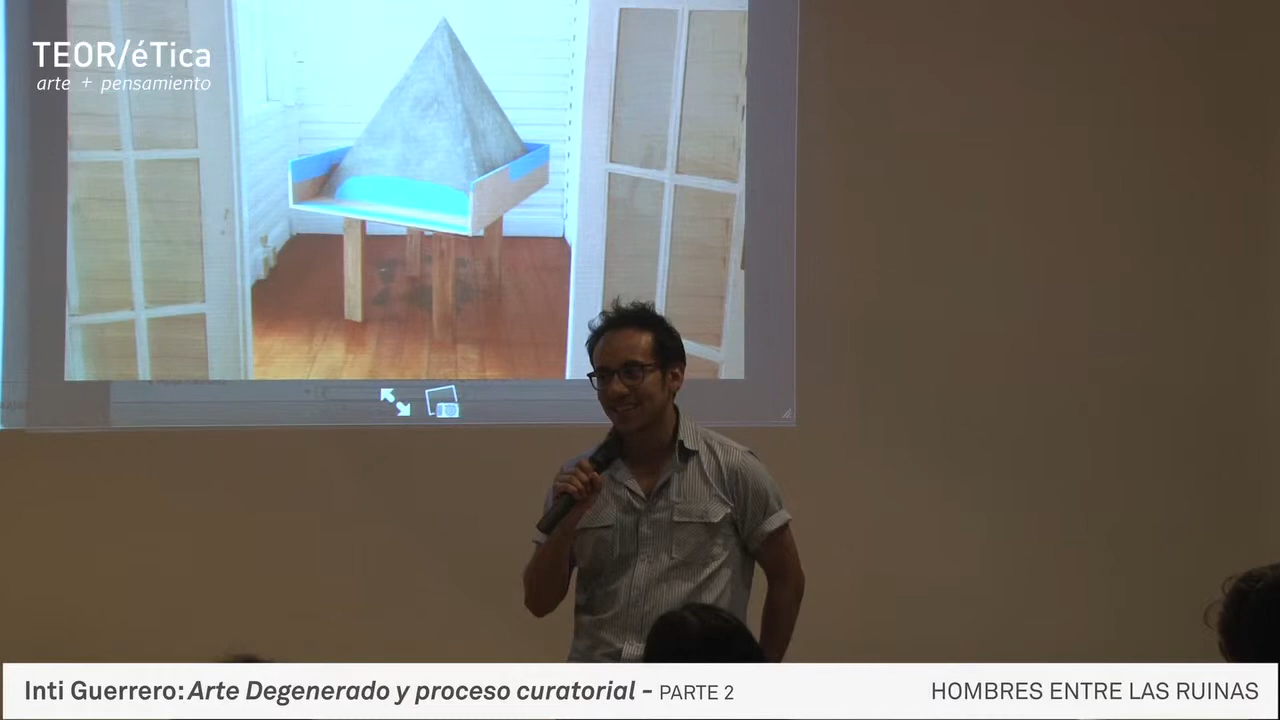 TEOR/éTica
arte + pensamiento
Inti Guerrero: Arte Degenerado y proceso curatorial - PARTE 2
HOMBRES ENTRE LAS RUINAS